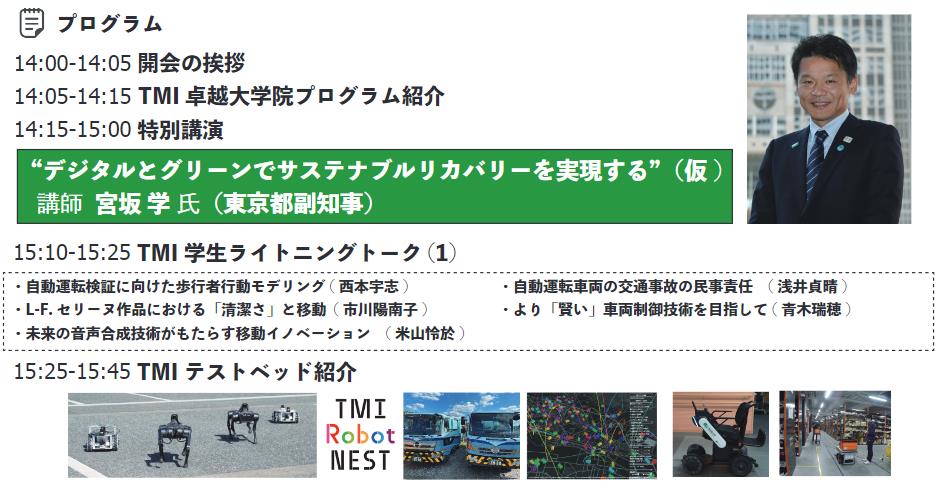 プログラム
14:00-14:05 開会の挨拶
14:05-14:15 TMI 卓越大学院プログラム紹介
14:15-15:00 特別講演
“デジタルとグリーンでサステナブルリカバリーを実現する”（仮 ）
講師 宮坂 学 氏（東京都副知事）
15:10-15:25 TMI 学生ライトニングトーク（1）
・自動運転検証に向けた歩行者行動モデリング（ 西本宇志 ）
・自動運転車両の交通事故の民事責任 （ 浅井貞晴 ）
・L-F. セリーヌ作品における「清潔さ」と移動（ 市川陽南子 ）
・より「賢い」車両制御技術を目指して（ 青木瑞穂 ）
・未来の音声合成技術がもたらす移動イノベーション （ 米山怜於 ）
15:25-15:45 TMI テストベッド紹介
TMI
Robot
NEST